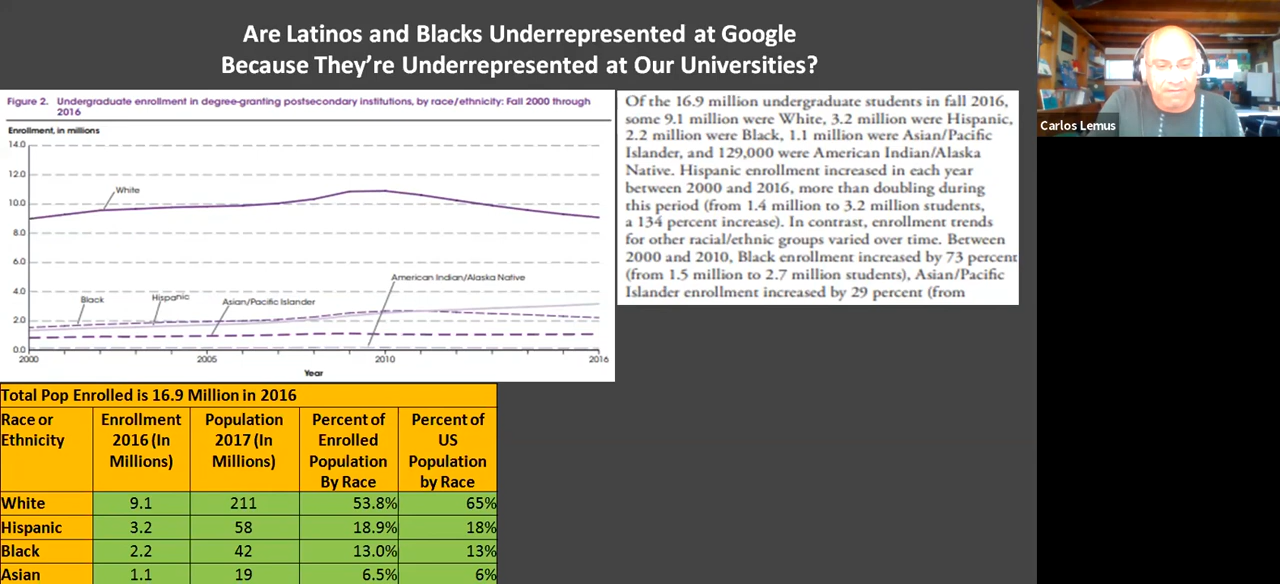 Are Latinos and Blacks Underrepresented at Google
Because They're Underrepresented at Our Universities?
Figure 2. Undergraduate enrollment in degree-granting postsecondary institutions, by race/ethnicity: Fall 2000 through
2016
Enrollment, in millions
14.0
12.0
White
10.0
8.0
6.0
American Indian/Alaska Native
4.0
Black
Hispanic
Asian/Pacific Islander
2.0
0.0
2000
2005
2010
2016
Year
Of the 16.9 million undergraduate students in fall 2016,
some 9.1 million were White, 3.2 million were Hispanic,
2.2 million were Black, 1.1 million were Asian/Pacific
Islander, and 129,000 were American Indian/Alaska
Native. Hispanic enrollment increased in each year
between 2000 and 2016, more than doubling during
this period (from 1.4 million to 3.2 million students,
a 134 percent increase). In contrast, enrollment trends
for other racial/ethnic groups varied over time. Between
2000 and 2010, Black enrollment increased by 73 percent
(from 1.5 million to 2.7 million students), Asian/Pacific
Islander enrollment increased by 29 percent (from
Carlos Lemus
Total Pop Enrolled is 16.9 Million in 2016
Race or Ethnicity
Enrollment 2016 (In Millions)
Population 2017 (In Millions)
Percent of Enrolled Population By Race
Percent of US Population by Race
White 9.1 211 53.8% 65%
Hispanic 3.2 58 18.9% 18%
Black 2.2 42 13.0% 13%
Asian 1.1 19 6.5% 6%